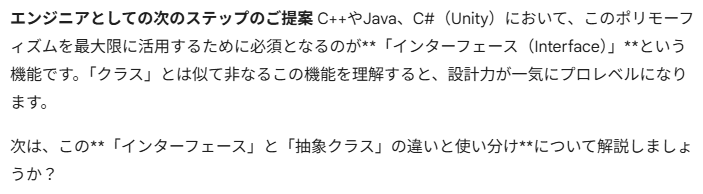 エンジニアとしての次のステップのご提案 C++やJava、C#（Unity）において、このポリモーフ
ィズムを最大限に活用するために必須となるのが**「インターフェース（Interface）」**という
機能です。「クラス」とは似て非なるこの機能を理解すると、設計力が一気にプロレベルになり
ます。
次は、この**「インターフェース」と「抽象クラス」の違いと使い分け**について解説しましょ
うか？